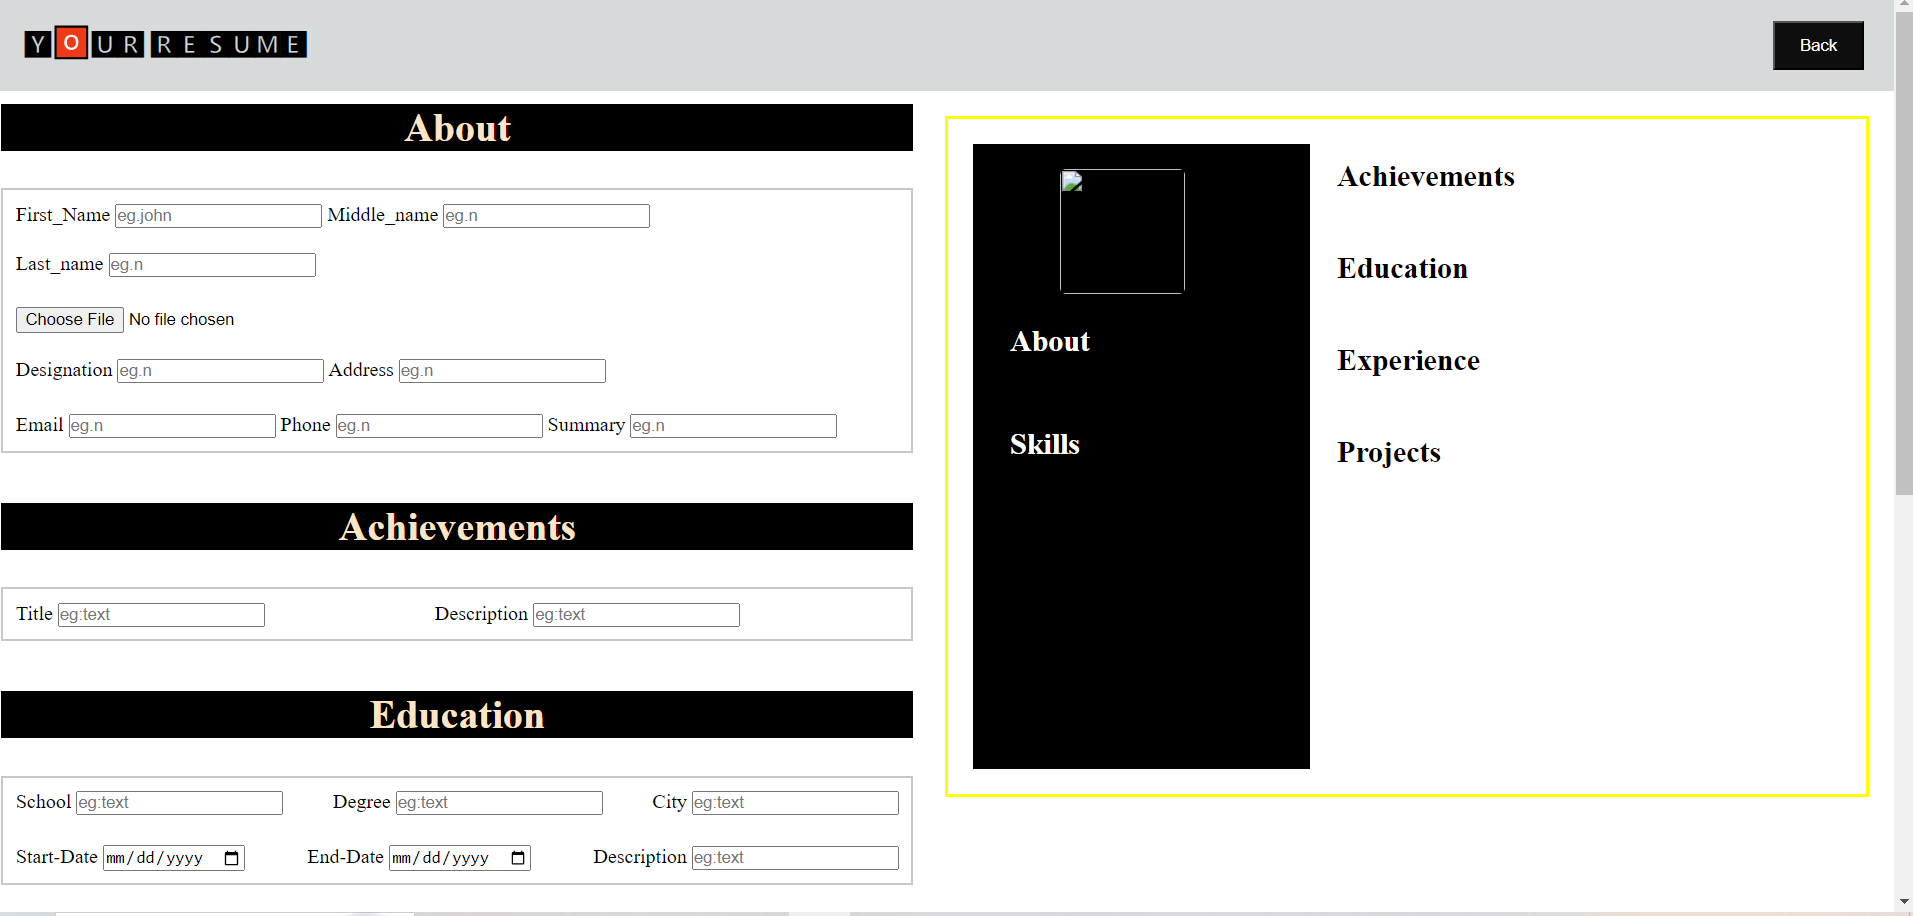 YOUR RESUME
Back
About
First_Name eg.john Middle_name eg.n
Last_name eg.n
Choose File No file chosen
Designation eg.n Address eg.n
Email eg.n Phone eg.n Summary eg.n
Achievements
Title eg:text Description eg:text
Education
School eg:text Degree eg:text City eg:text
Start-Date mm/dd/yyyy End-Date mm/dd/yyyy Description eg:text
About
Skills
Achievements
Education
Experience
Projects